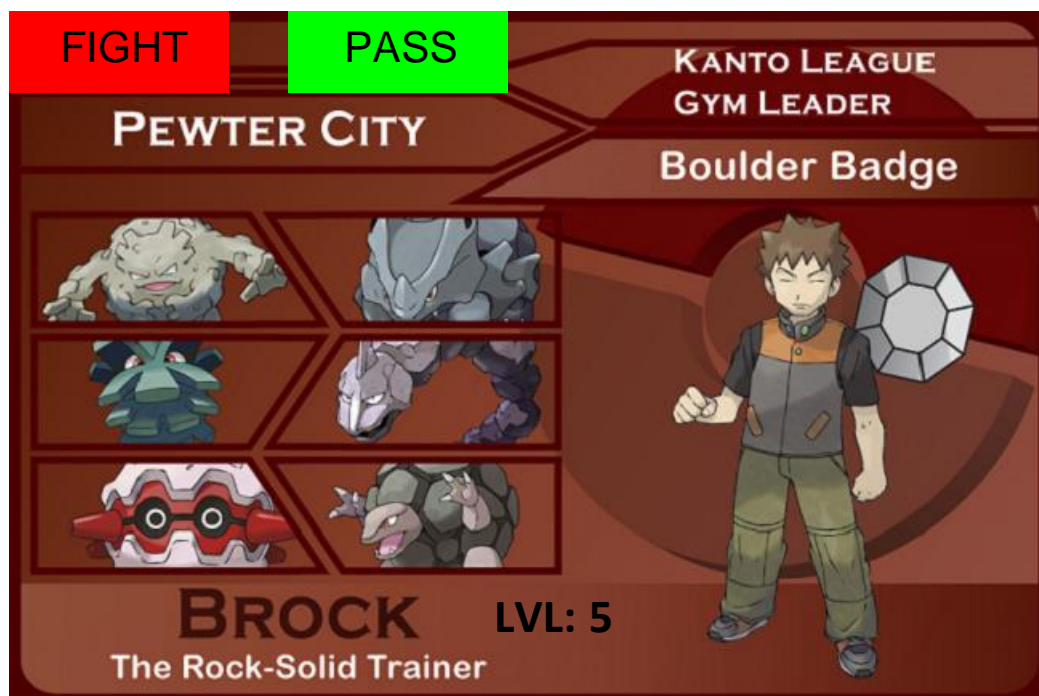 FIGHT
PASS
KANTO LEAGUE
GYM LEADER
PEWTER CITY
Boulder Badge
BROCK
LVL: 5
The Rock-Solid Trainer